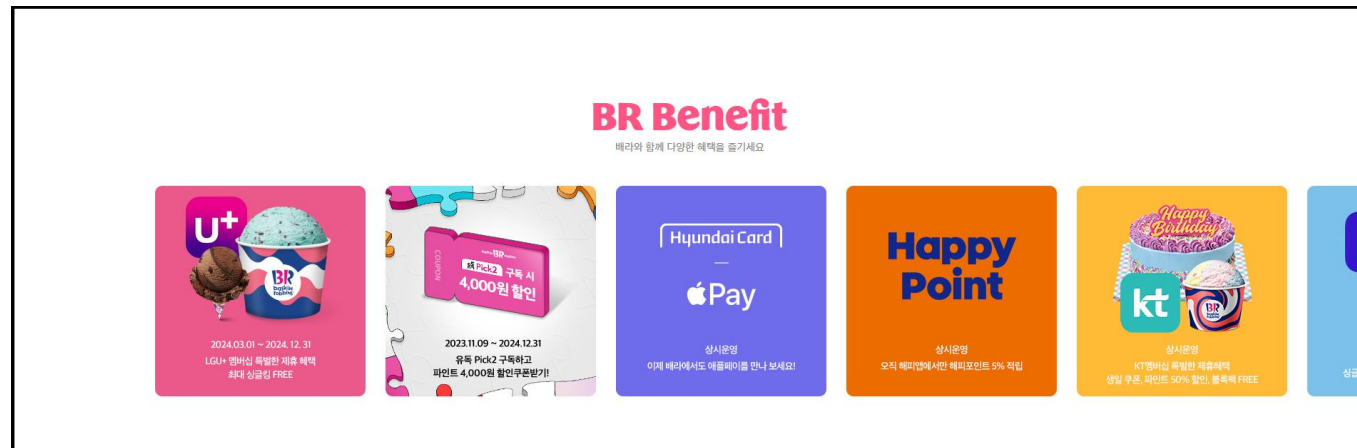 BR Benefit
배라와 함께 다양한 혜택을 즐기세요
U+
BR
baskin
robbins
2024.03.01 ~ 2024. 12. 31
LGU+ 멤버십 특별한 제휴 혜택
최대 싱글킹 FREE
COUPON
Pick2 구독 시
4,000원 할인
2023.11.09 ~ 2024.12.31
유독 Pick2 구독하고
파인트 4,000원 할인쿠폰받기!
Hyundai Card
Pay
상시운영
이제 배라에서도 애플페이를 만나 보세요!
Happy
Point
상시운영
오직 해피앱에서만 해피포인트 5% 적립
Happy
Birthday
kt
BR
상시운영
KT멤버십 특별한 제휴혜택
생일 쿠폰, 파인트 50% 할인, 블록팩 FREE